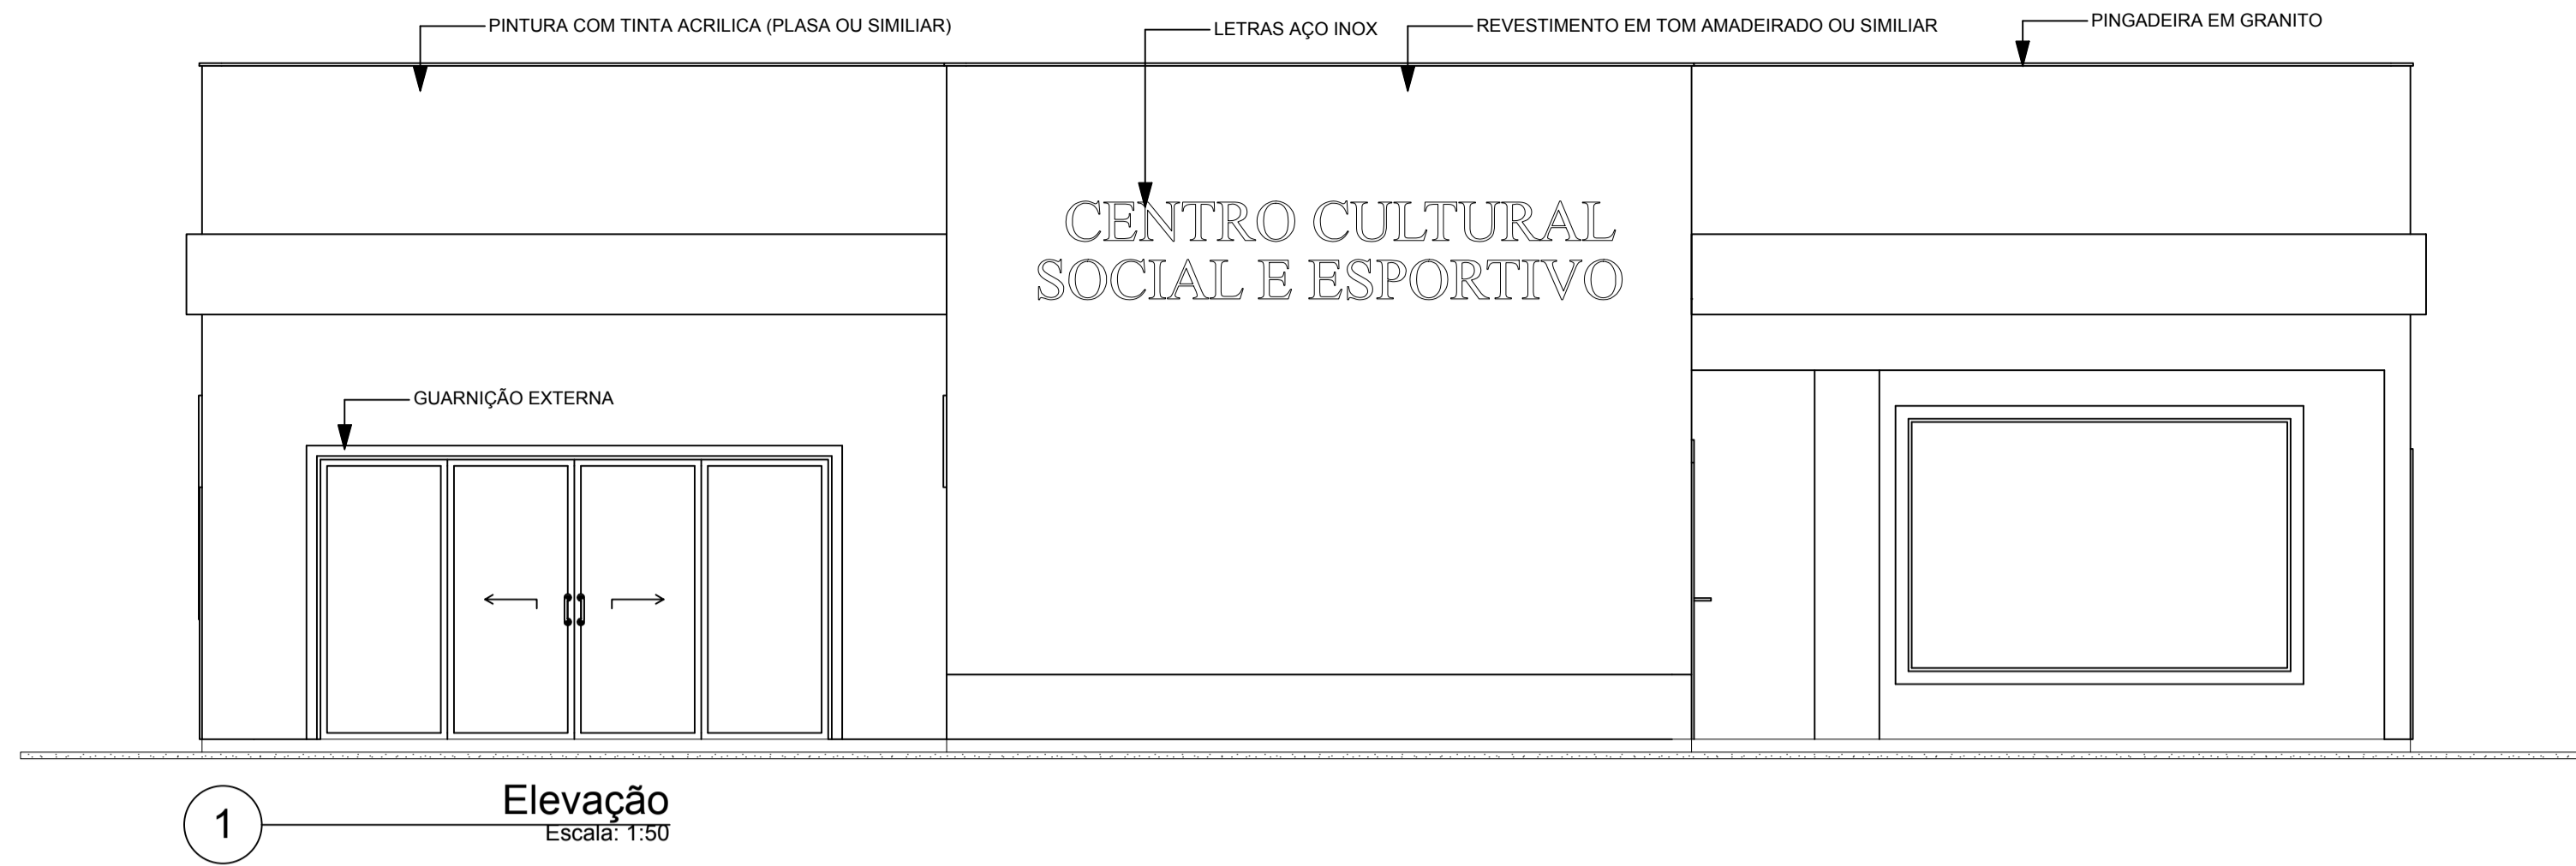 PINTURA COM TINTA ACRILICA (PLASA OU SIMILIAR)
LETRAS AÇO INOX
REVESTIMENTO EM TOM AMADEIRADO OU SIMILIAR
PINGADEIRA EM GRANITO
CENTRO CULTURAL
SOCIAL E ESPORTIVO
GUARNIÇÃO EXTERNA
1
Elevação
Escala: 1:50